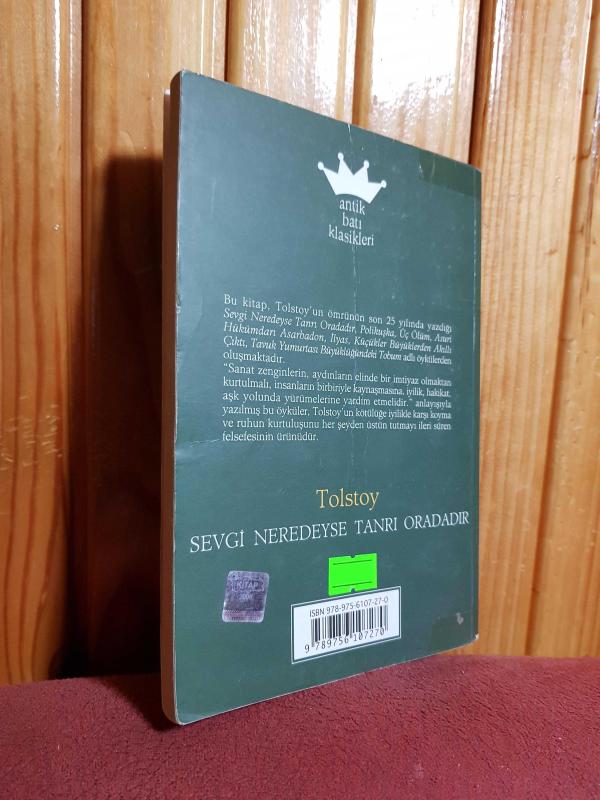 antik
batı
klasikleri
Bu kitap, Tolstoy'un ömrünün son 25 yılında yazdığı
Sevgi Neredeyse Tanrı Oradadır, Polikuşka, Üç Ölüm, Asuri
Hükümdarı Asarhadon, İlyas, Küçükler Büyüklerden Akıllı
Çıktı, Tavuk Yumurtası Büyüklüğündeki Tohum adlı öykülerden
oluşmaktadır.
"Sanat zenginlerin, aydınların elinde bir imtiyaz olmaktan
kurtulmalı, insanların birbiriyle kaynaşmasına, iyilik, hakikat,
aşk yolunda yürümelerine yardım etmelidir." anlayışıyla
yazılmış bu öyküler, Tolstoy'un kötülüğe iyilikle karşı koyma
ve ruhun kurtuluşunu her şeyden üstün tutmayı ileri süren
felsefesinin ürünüdür.
Tolstoy
SEVGİ NEREDEYSE TANRI ORADADIR
KİTAP
ISBN 978-975-6107-27-0
9 789756 107270